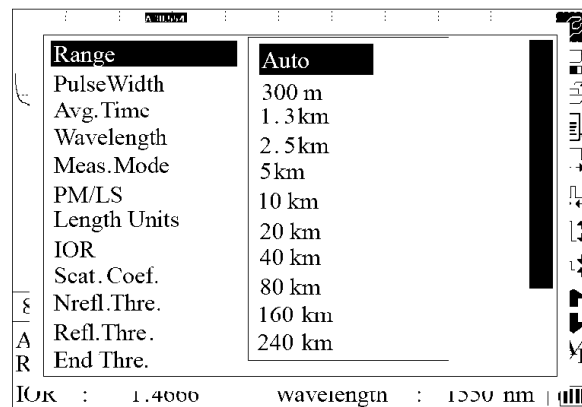 Range
PulseWidth
Avg.Time
Wavelength
Meas.Mode
PM/LS
Length Units
IOR
Scat. Coef.
Nrefl.Thre.
Refl.Thre.
End Thre.
Auto
300 m
1.3km
2.5km
5km
10 km
20 km
40 km
80 km
160 km
240 km
A
R
IOR : 1.4666 Wavelength : 1550 nm